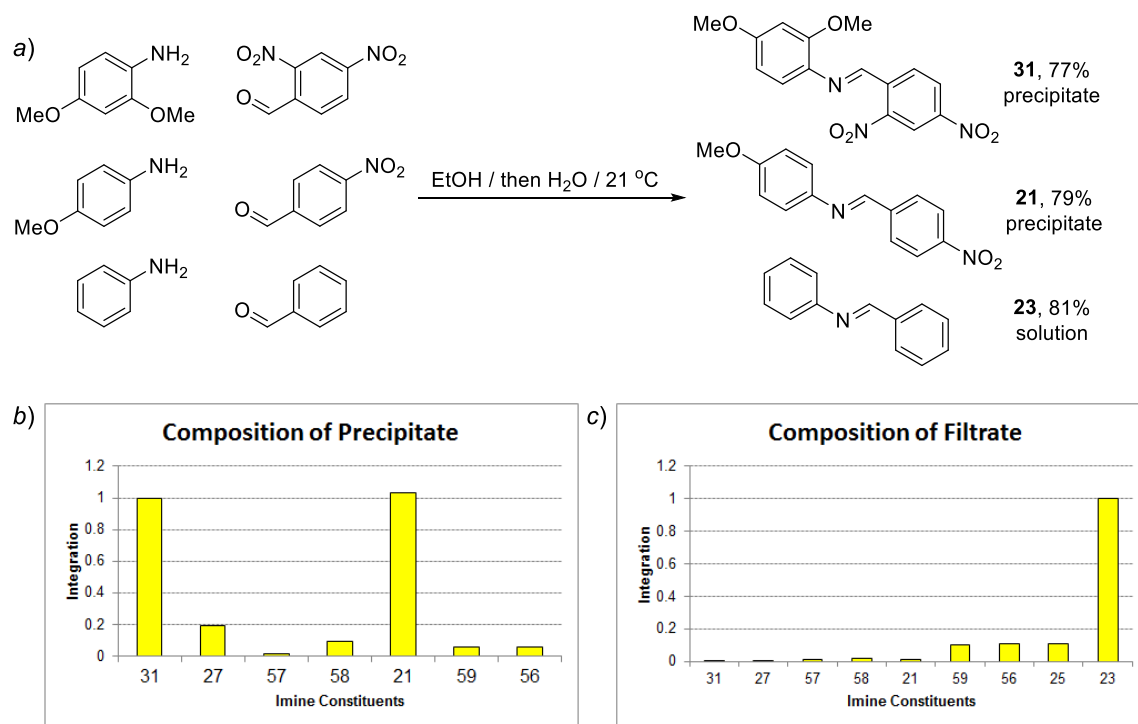 a)
NH2
MeO
OMe
O2N
NO2
O
MeO
OMe
N
O2N
NO2
31, 77%
precipitate
NH2
MeO
NO2
O
EtOH / then H2O / 21 °C
MeO
N
NO2
21, 79%
precipitate
NH2
O
N
23, 81%
solution
b)
Composition of Precipitate
Integration
1.2
1
0.8
0.6
0.4
0.2
0
31 27 57 58 21 59 56
Imine Constituents
c)
Composition of Filtrate
Integration
1.2
1
0.8
0.6
0.4
0.2
0
31 27 57 58 21 59 56 25 23
Imine Constituents